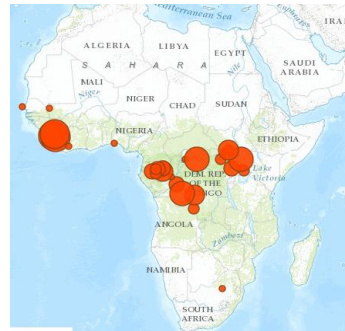 Mediterranean Sea
IRA
ALGERIA
LIBYA
EGYPT
SAUDI
ARABIA
SAHARA
MALI
Niger
Nile
NIGER
CHAD
SUDAN
NIGERIA
ETHIOPIA
Lake
Victoria
DEM. REP
OF THE
NGO
ANGOLA
Zambezi
NAMIBIA
SOUTH
AFRICA